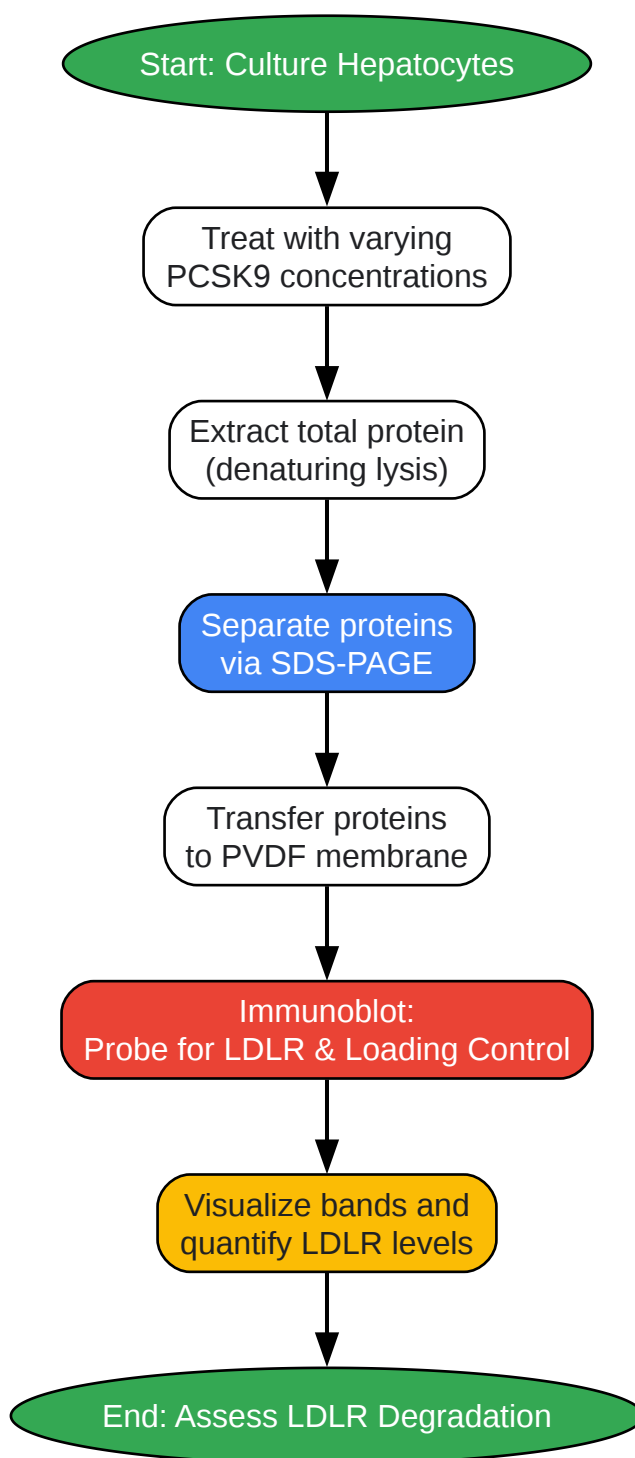 Start: Culture Hepatocytes
Treat with varying
PCSK9 concentrations
Extract total protein
(denaturing lysis)
Separate proteins
via SDS-PAGE
Transfer proteins
to PVDF membrane
Immunoblot:
Probe for LDLR & Loading Control
Visualize bands and
quantify LDLR levels
End: Assess LDLR Degradation